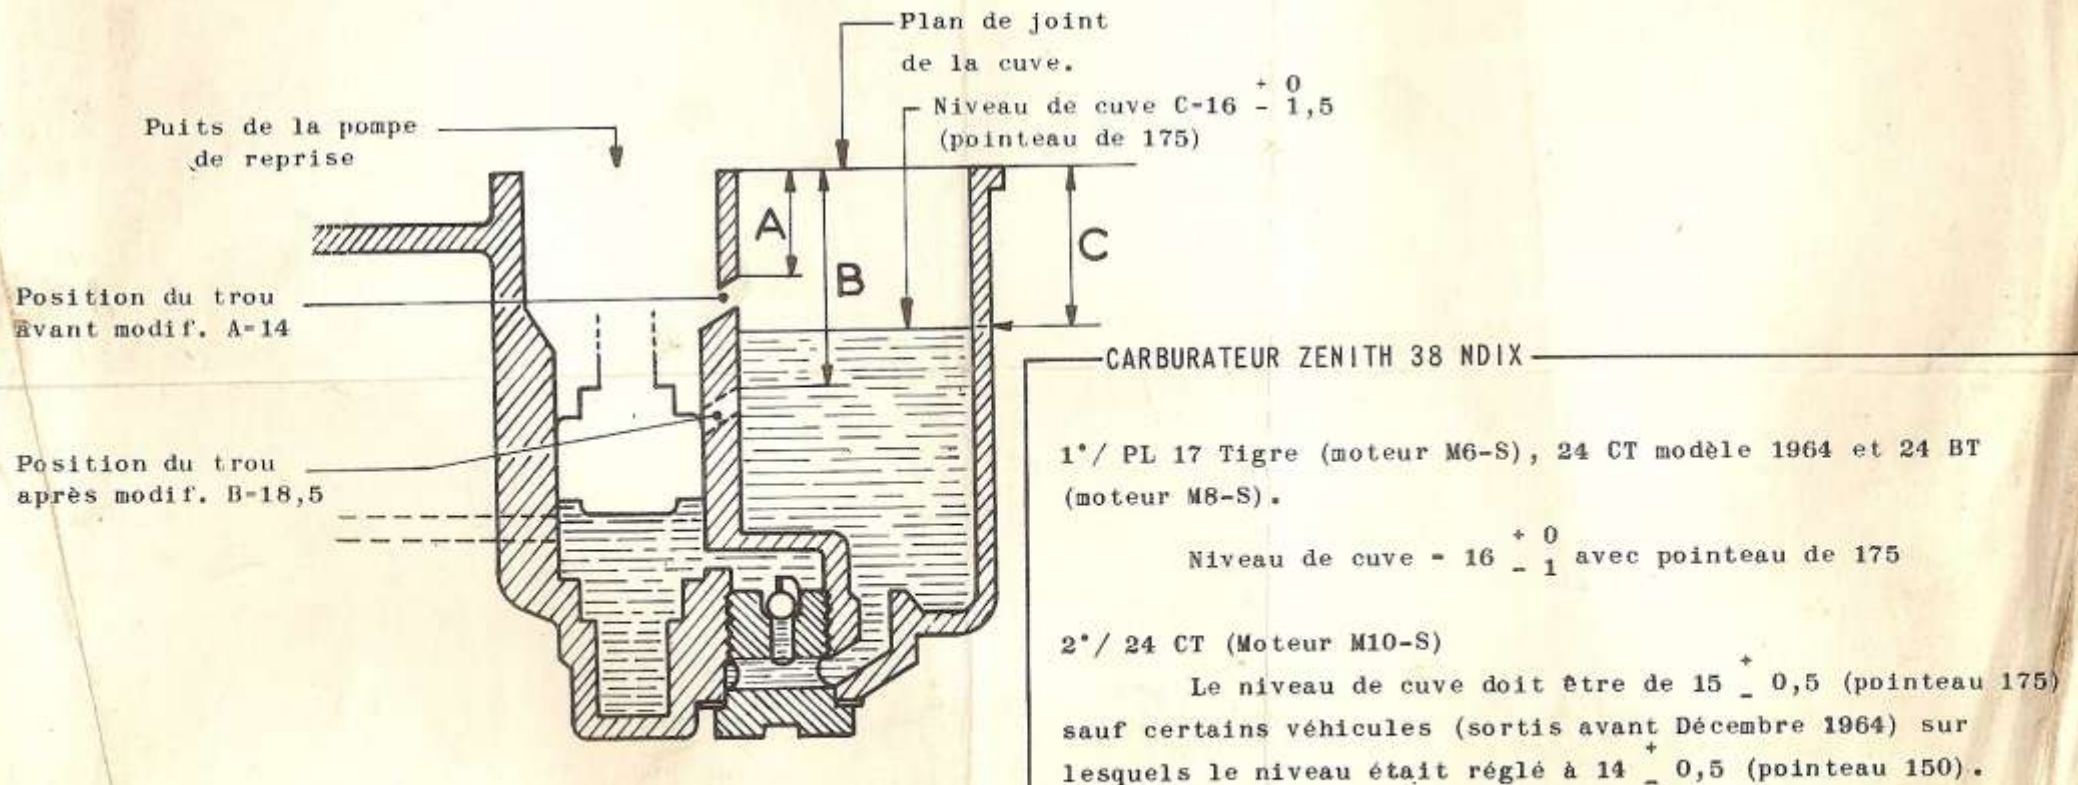 Plan de joint
de la cuve.
Niveau de cuve C=16 + 0 - 1,5
(pointeau de 175)
Puits de la pompe
de reprise
A
B
C
Position du trou
avant modif. A=14
Position du trou
après modif. B=18,5
CARBURATEUR ZENITH 38 NDIX
1°/ PL 17 Tigre (moteur M6-S), 24 CT modèle 1964 et 24 BT
(moteur M8-S).
Niveau de cuve = 16 + 0 - 1 avec pointeau de 175
2°/ 24 CT (Moteur M10-S)
Le niveau de cuve doit être de 15 ± 0,5 (pointeau 175)
sauf certains véhicules (sortis avant Décembre 1964) sur
lesquels le niveau était réglé à 14 ± 0,5 (pointeau 150).